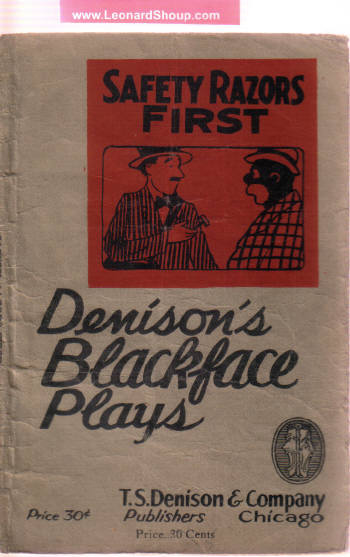 www.LeonardShoup.com
SAFETY RAZORS
FIRST
Denison's
Blackface
Plays
T.S. Denison & Company
Price 30¢ Publishers Chicago
Price, 30 Cents